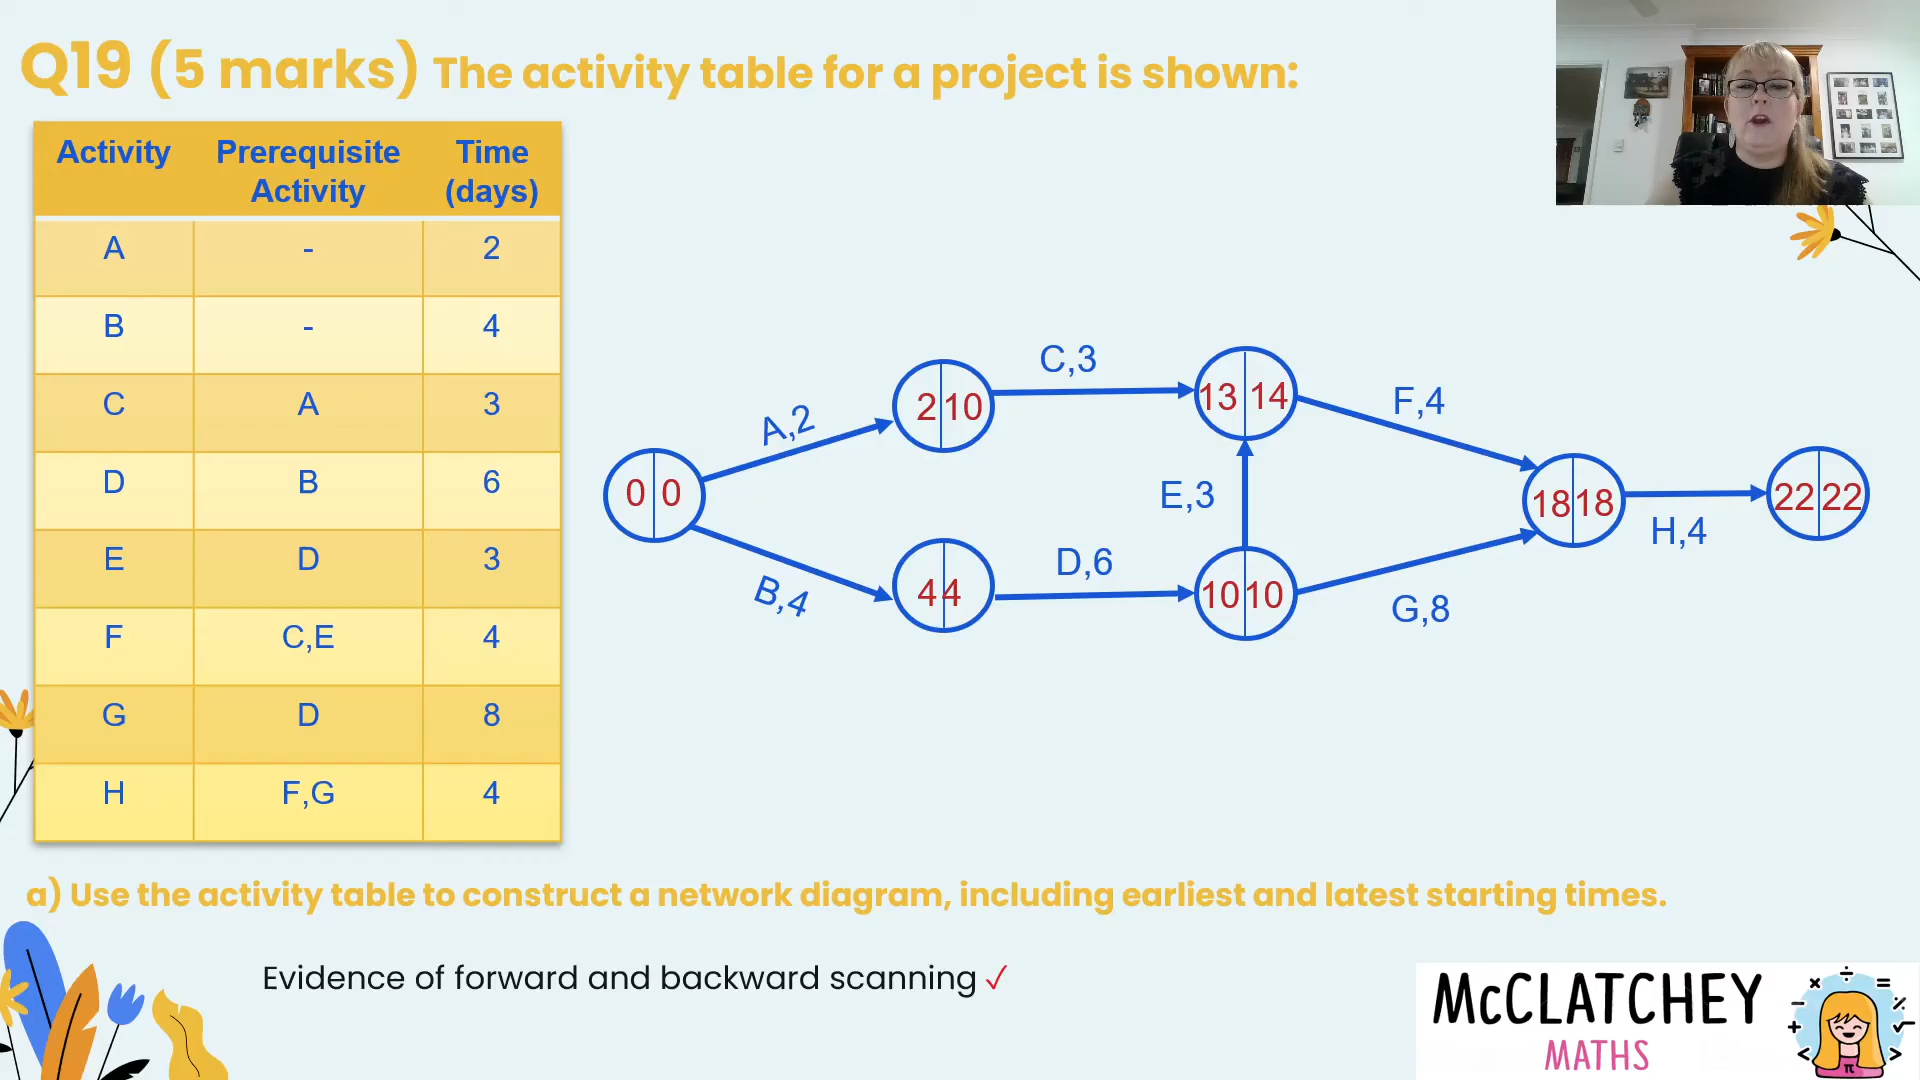 Q19 (5 marks) The activity table for a project is shown:
Activity Prerequisite Activity Time (days)
A - 2
B - 4
C A 3
D B 6
E D 3
F C,E 4
G D 8
H F,G 4
C,3
A,2
2 10
13 14
F,4
0 0
E,3
18 18
22 22
H,4
B,4
4 4
D,6
10 10
G,8
a) Use the activity table to construct a network diagram, including earliest and latest starting times.
Evidence of forward and backward scanning ✓
McCLATCHEY
MATHS